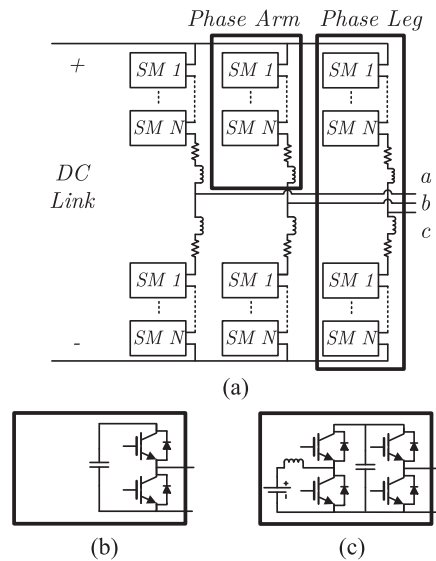 Phase Arm Phase Leg
+
SM 1 SM 1 SM 1
SM N SM N SM N
DC
Link
a
b
c
SM 1 SM 1 SM 1
SM N SM N SM N
-
(a)
+
-
(b) (c)